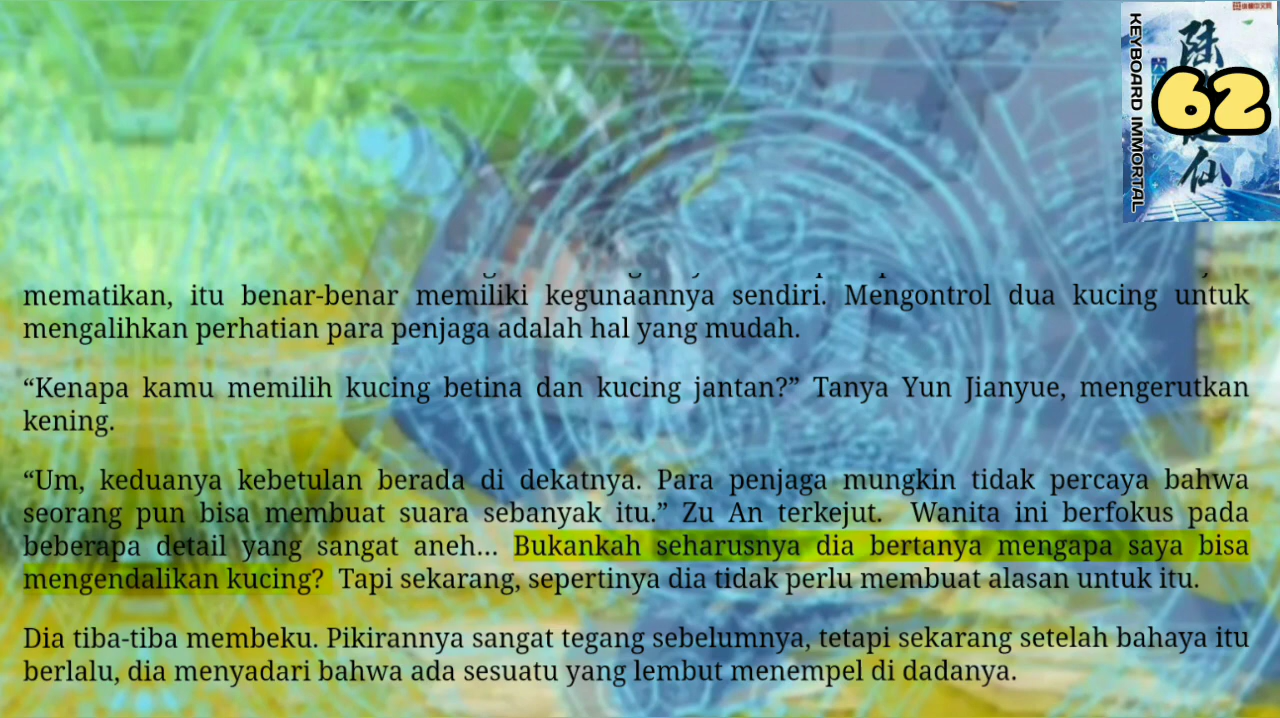 KEYBOARD IMMORTAL
62
mematikan, itu benar-benar memiliki kegunaannya sendiri. Mengontrol dua kucing untuk
mengalihkan perhatian para penjaga adalah hal yang mudah.
“Kenapa kamu memilih kucing betina dan kucing jantan?” Tanya Yun Jianyue, mengerutkan
kening.
“Um, keduanya kebetulan berada di dekatnya. Para penjaga mungkin tidak percaya bahwa
seorang pun bisa membuat suara sebanyak itu.” Zu An terkejut. Wanita ini berfokus pada
beberapa detail yang sangat aneh... Bukankah seharusnya dia bertanya mengapa saya bisa
mengendalikan kucing? Tapi sekarang, sepertinya dia tidak perlu membuat alasan untuk itu.
Dia tiba-tiba membeku. Pikirannya sangat tegang sebelumnya, tetapi sekarang setelah bahaya itu
berlalu, dia menyadari bahwa ada sesuatu yang lembut menempel di dadanya.